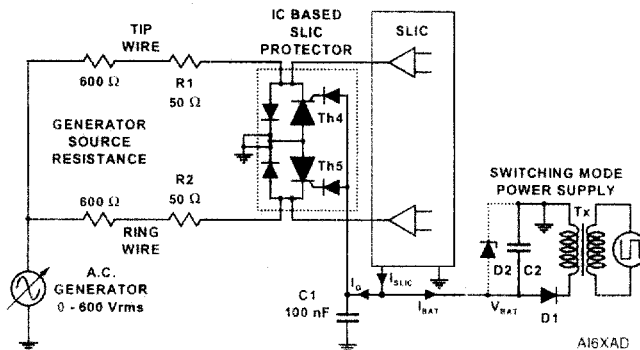 TIP
WIRE
600 Ω
R1
50 Ω
GENERATOR
SOURCE
RESISTANCE
R2
600 Ω
50 Ω
RING
WIRE
A.C.
GENERATOR
0 - 600 Vrms
IC BASED
SLIC
PROTECTOR
Th4
Th5
SLIC
C1
100 nF
IG
ISLIC
IBAT
SWITCHING MODE
POWER SUPPLY
Tx
D2
C2
VBAT
D1
AI6XAD